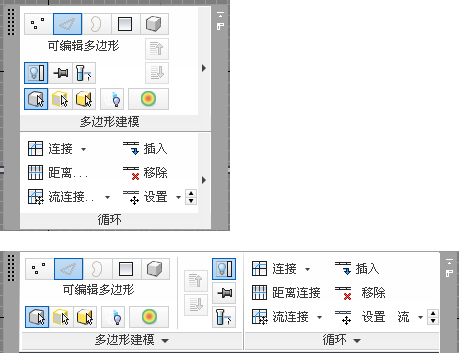 可编辑多边形
多边形建模
连接 插入
距离... 移除
流连接.. 设置
循环
可编辑多边形
多边形建模
连接 插入
距离连接 移除
流连接 设置 流
循环